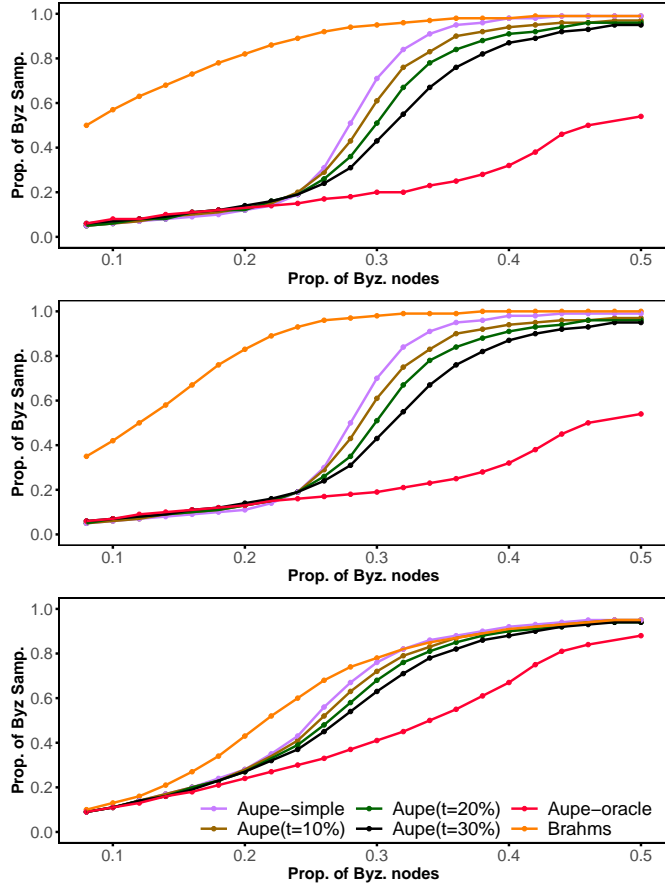 1.0
0.8
0.6
0.4
0.2
0.0
Prop. of Byz Samp.
0.1 0.2 0.3 0.4 0.5
Prop. of Byz. nodes
1.0
0.8
0.6
0.4
0.2
0.0
Prop. of Byz Samp.
0.1 0.2 0.3 0.4 0.5
Prop. of Byz. nodes
1.0
0.8
0.6
0.4
0.2
0.0
Prop. of Byz Samp.
Aupe-simple Aupe(t=20%) Aupe-oracle
Aupe(t=10%) Aupe(t=30%) Brahms
0.1 0.2 0.3 0.4 0.5
Prop. of Byz. nodes